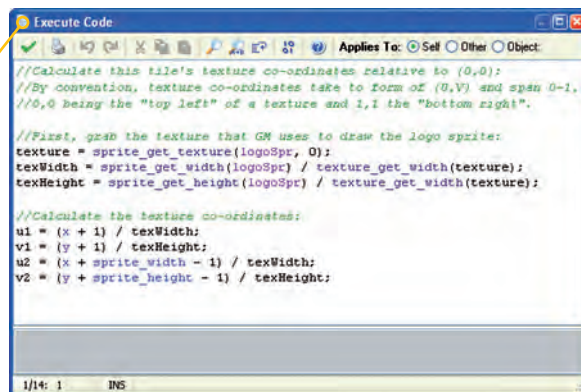 Execute Code
Applies To: Self Other Object:
//Calculate this tile's texture co-ordinates relative to (0,0);
//By convention, texture co-ordinates take to form of (U,V) and span 0-1,
//0,0 being the "top left" of a texture and 1,1 the "bottom right".
//First, grab the texture that GM uses to draw the logo sprite:
texture = sprite_get_texture(logoSpr, 0);
texWidth = sprite_get_width(logoSpr) / texture_get_width(texture);
texHeight = sprite_get_height(logoSpr) / texture_get_width(texture);
//Calculate the texture co-ordinates:
u1 = (x + 1) / texWidth;
v1 = (y + 1) / texHeight;
u2 = (x + sprite_width - 1) / texWidth;
v2 = (y + sprite_height - 1) / texHeight;
1/14: 1 INS